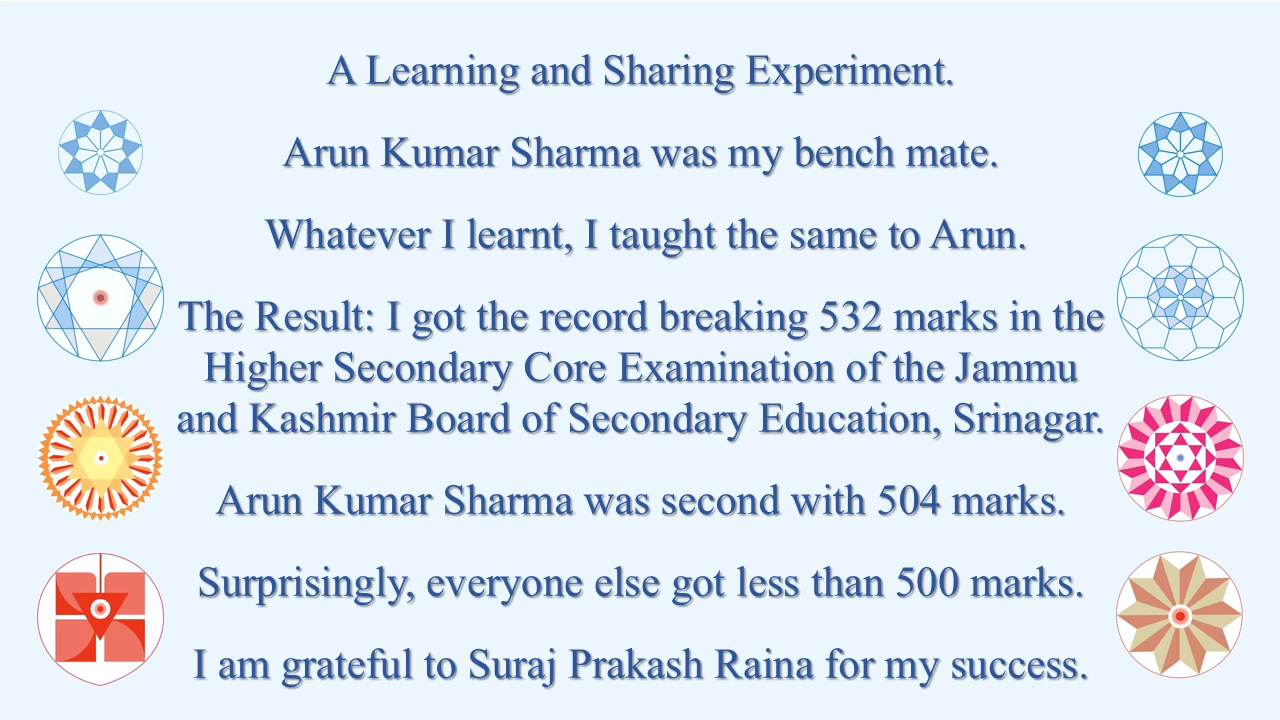 A Learning and Sharing Experiment.
Arun Kumar Sharma was my bench mate.
Whatever I learnt, I taught the same to Arun.
The Result: I got the record breaking 532 marks in the
Higher Secondary Core Examination of the Jammu
and Kashmir Board of Secondary Education, Srinagar.
Arun Kumar Sharma was second with 504 marks.
Surprisingly, everyone else got less than 500 marks.
I am grateful to Suraj Prakash Raina for my success.